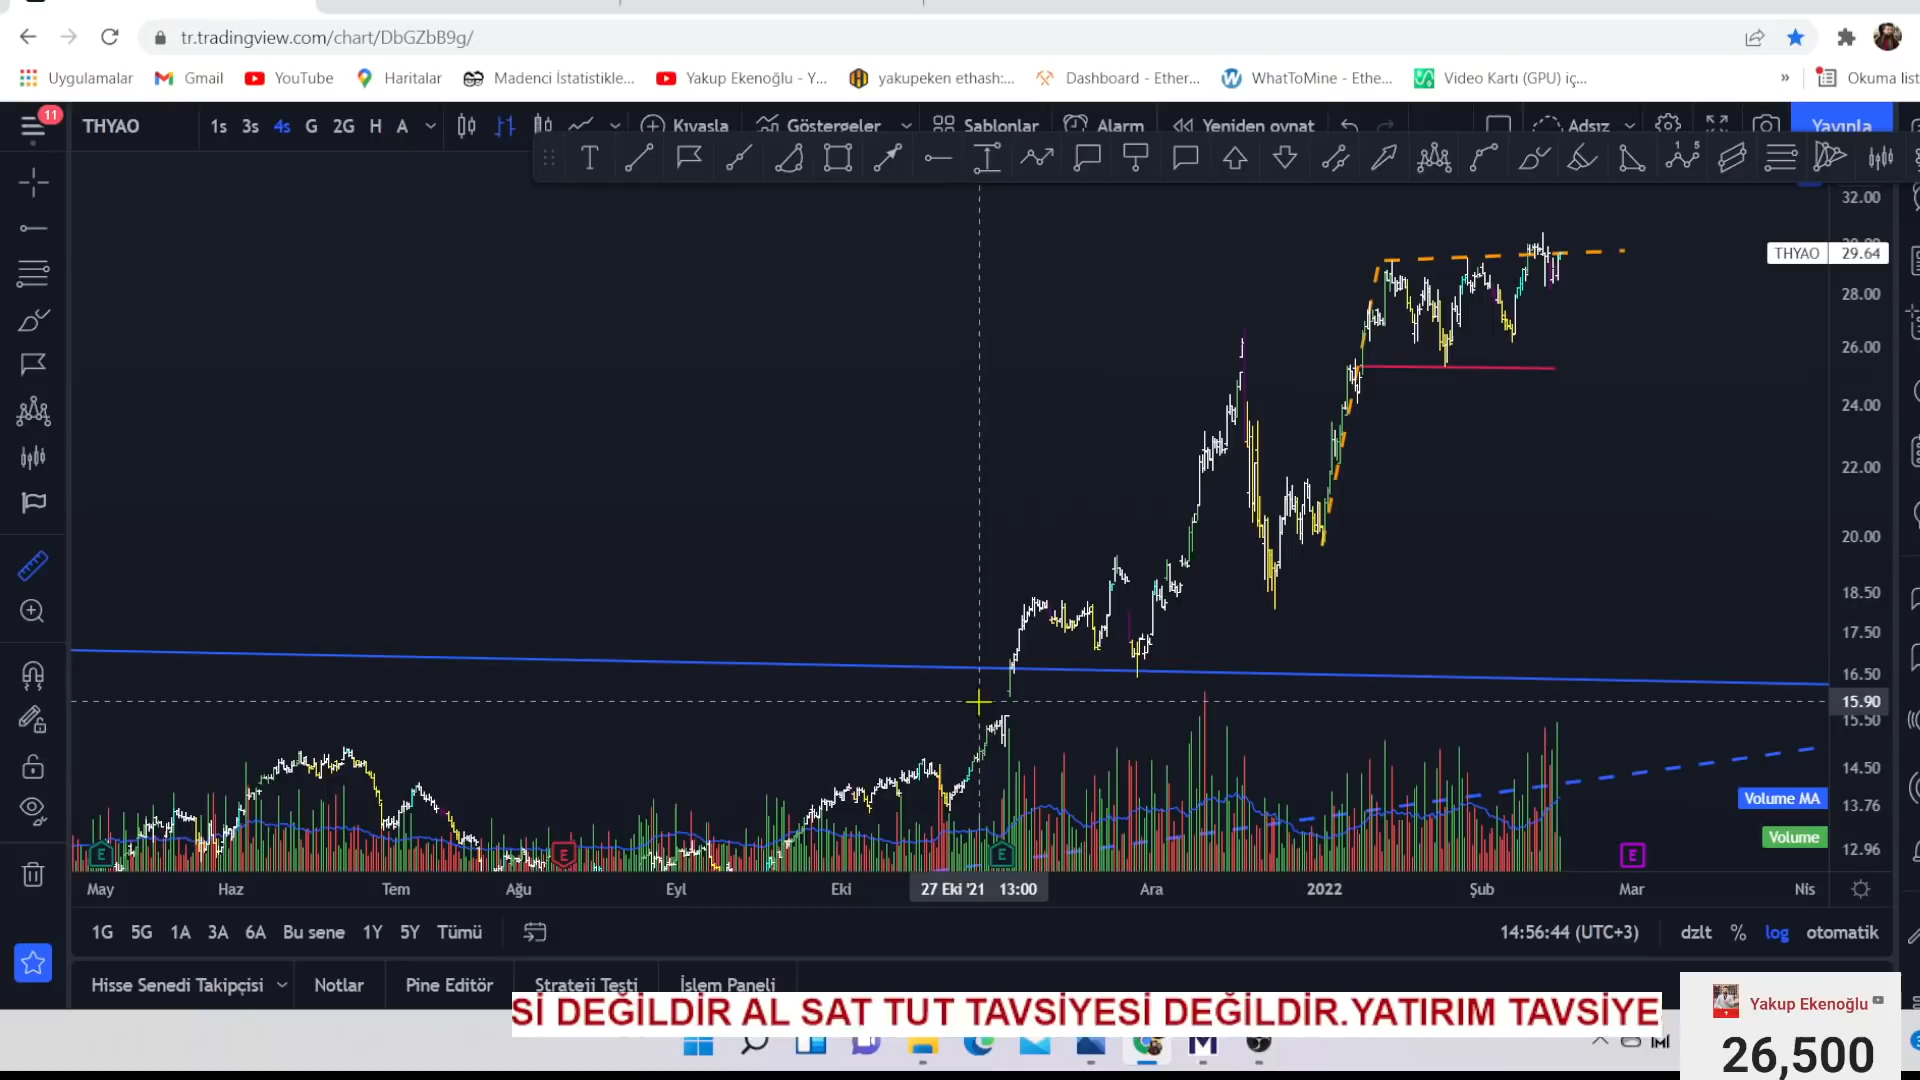 tr.tradingview.com/chart/DbGZbB9g/
Uygulamalar Gmail YouTube Haritalar Madenci İstatistikle... Yakup Ekenoğlu - Y... yakupeken ethash:... Dashboard - Ether... WhatToMine - Ethe... Video Kartı (GPU) iç... » Okuma list
11
THYAO 1s 3s 4s G 2G H A Kıyasla Göstergeler Şablonlar Alarm Yeniden oynat Adsız Yayınla
32.00
THYAO 29.64
28.00
26.00
24.00
22.00
20.00
18.50
17.50
16.50
15.90
15.50
14.50
Volume MA
13.76
Volume
12.96
E E E E
May Haz Tem Ağu Eyl Eki 27 Eki '21 13:00 Ara 2022 Şub Mar Nis
1G 5G 1A 3A 6A Bu sene 1Y 5Y Tümü 14:56:44 (UTC+3) dzlt % log otomatik
Hisse Senedi Takipçisi Notlar Pine Editör Strateji Testi İşlem Paneli
Sİ DEĞİLDİR AL SAT TUT TAVSİYESİ DEĞİLDİR.YATIRIM TAVSİYE
Yakup Ekenoğlu
26,500